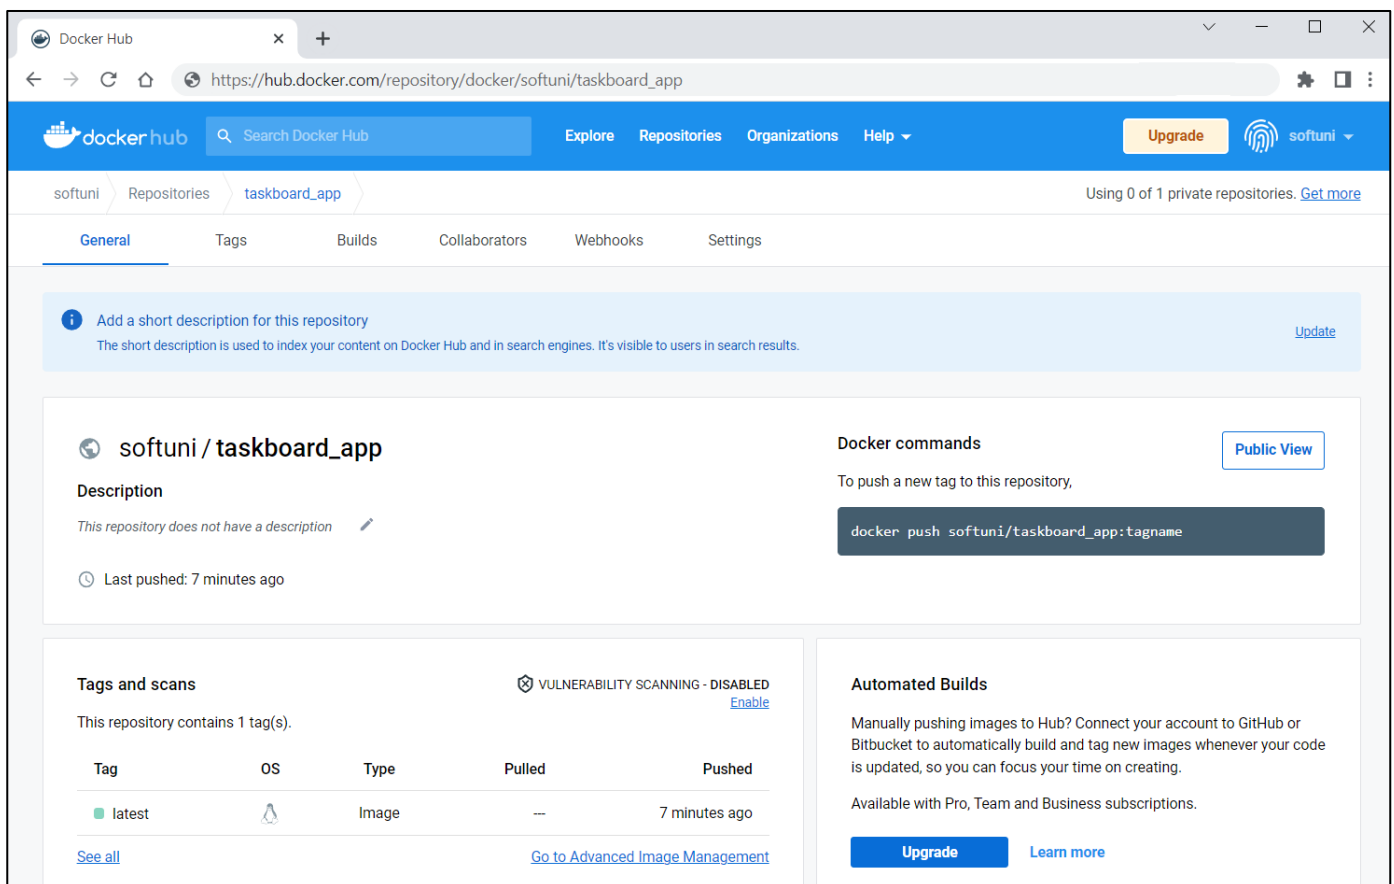 Docker Hub
https://hub.docker.com/repository/docker/softuni/taskboard_app
dockerhub Search Docker Hub Explore Repositories Organizations Help Upgrade softuni
softuni Repositories taskboard_app Using 0 of 1 private repositories. Get more
General Tags Builds Collaborators Webhooks Settings
Add a short description for this repository
The short description is used to index your content on Docker Hub and in search engines. It's visible to users in search results.
Update
softuni / taskboard_app
Description
This repository does not have a description
Last pushed: 7 minutes ago
Docker commands
Public View
To push a new tag to this repository,
docker push softuni/taskboard_app:tagname
Tags and scans
VULNERABILITY SCANNING - DISABLED
Enable
This repository contains 1 tag(s).
Tag OS Type Pulled Pushed
latest Image --- 7 minutes ago
See all Go to Advanced Image Management
Automated Builds
Manually pushing images to Hub? Connect your account to GitHub or
Bitbucket to automatically build and tag new images whenever your code
is updated, so you can focus your time on creating.
Available with Pro, Team and Business subscriptions.
Upgrade Learn more